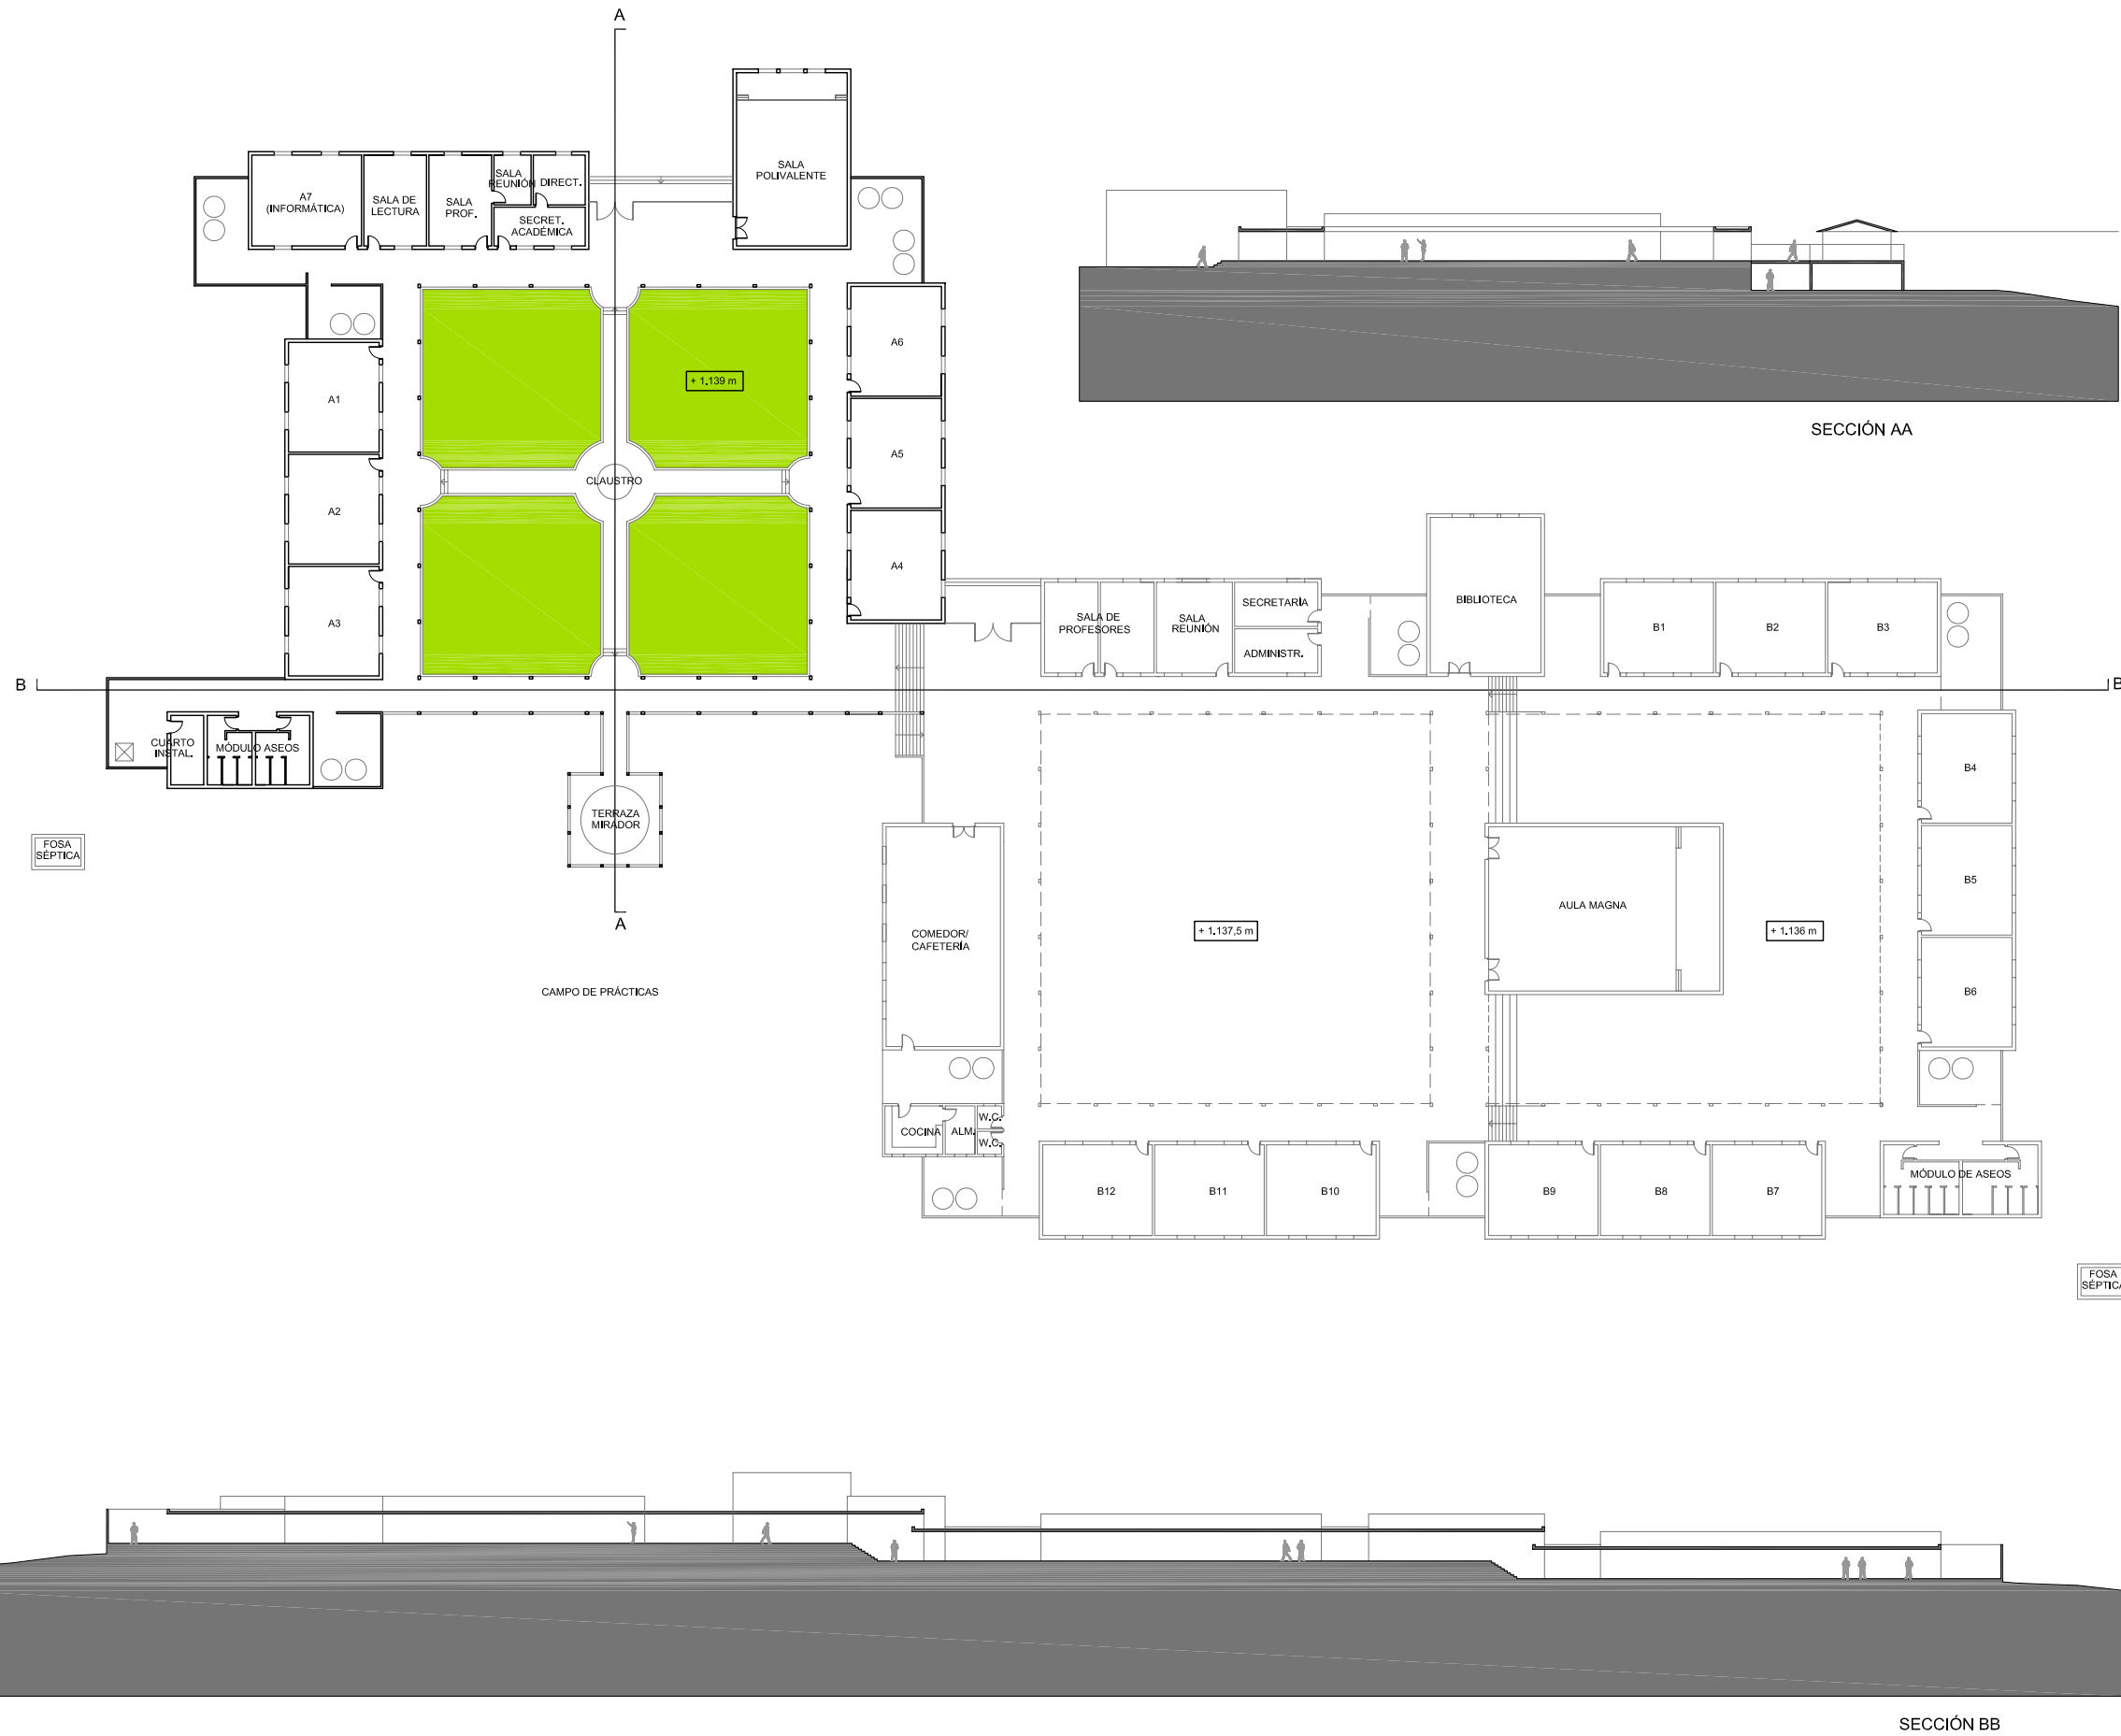 A
SALA
POLIVALENTE
A7
(INFORMÁTICA)
SALA DE
LECTURA
SALA
PROF.
SALA
REUNIÓN
DIRECT.
SECRET.
ACADÉMICA
A6
+ 1.139 m
A1
SECCIÓN AA
A5
CLAUSTRO
A2
A4
A3
SALA DE
PROFESORES
SALA
REUNIÓN
SECRETARÍA
ADMINISTR.
BIBLIOTECA
B1
B2
B3
B
B
CUARTO
INSTAL.
MÓDULO ASEOS
B4
TERRAZA
MIRADOR
FOSA
SÉPTICA
B5
AULA MAGNA
A
COMEDOR/
CAFETERÍA
+ 1.137,5 m
+ 1.136 m
CAMPO DE PRÁCTICAS
B6
COCINA
ALM.
W.C.
W.C.
B12
B11
B10
B9
B8
B7
MÓDULO DE ASEOS
FOSA
SÉPTICA
SECCIÓN BB